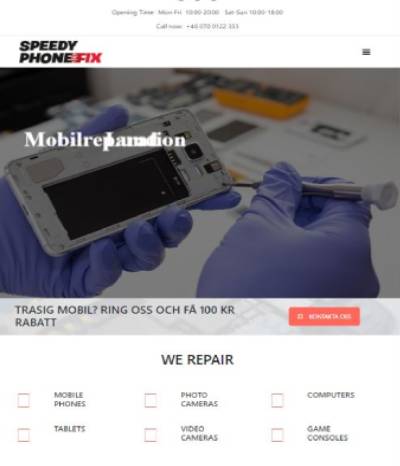 Opening Time Mon-Fri 10:00-20:00 Sat-Sun 10:00-18:00
Call now: +46 070 0122 333
SPEEDY
PHONE FIX
Mobilreparation
TRASIG MOBIL? RING OSS OCH FÅ 100 KR
RABATT
KONTAKTA OSS
WE REPAIR
MOBILE
PHONES
PHOTO
CAMERAS
COMPUTERS
TABLETS
VIDEO
CAMERAS
GAME
CONSOLES